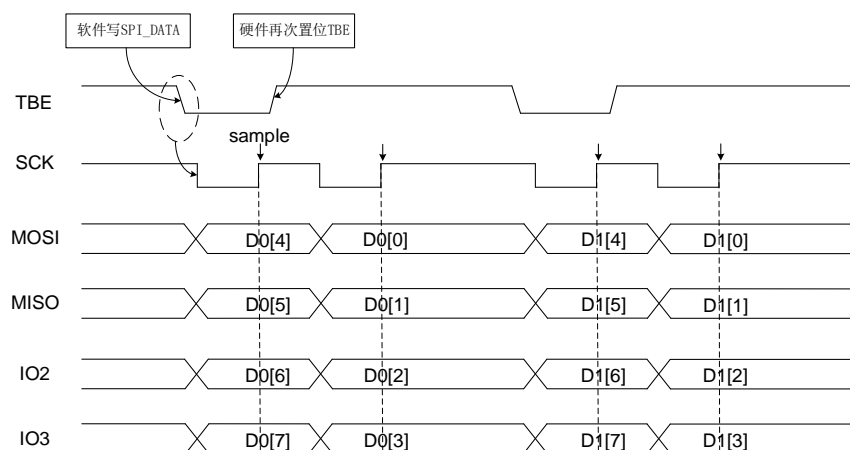 软件写SPI_DATA 硬件再次置位TBE
TBE
sample
SCK
MOSI D0[4] D0[0] D1[4] D1[0]
MISO D0[5] D0[1] D1[5] D1[1]
IO2 D0[6] D0[2] D1[6] D1[2]
IO3 D0[7] D0[3] D1[7] D1[3]